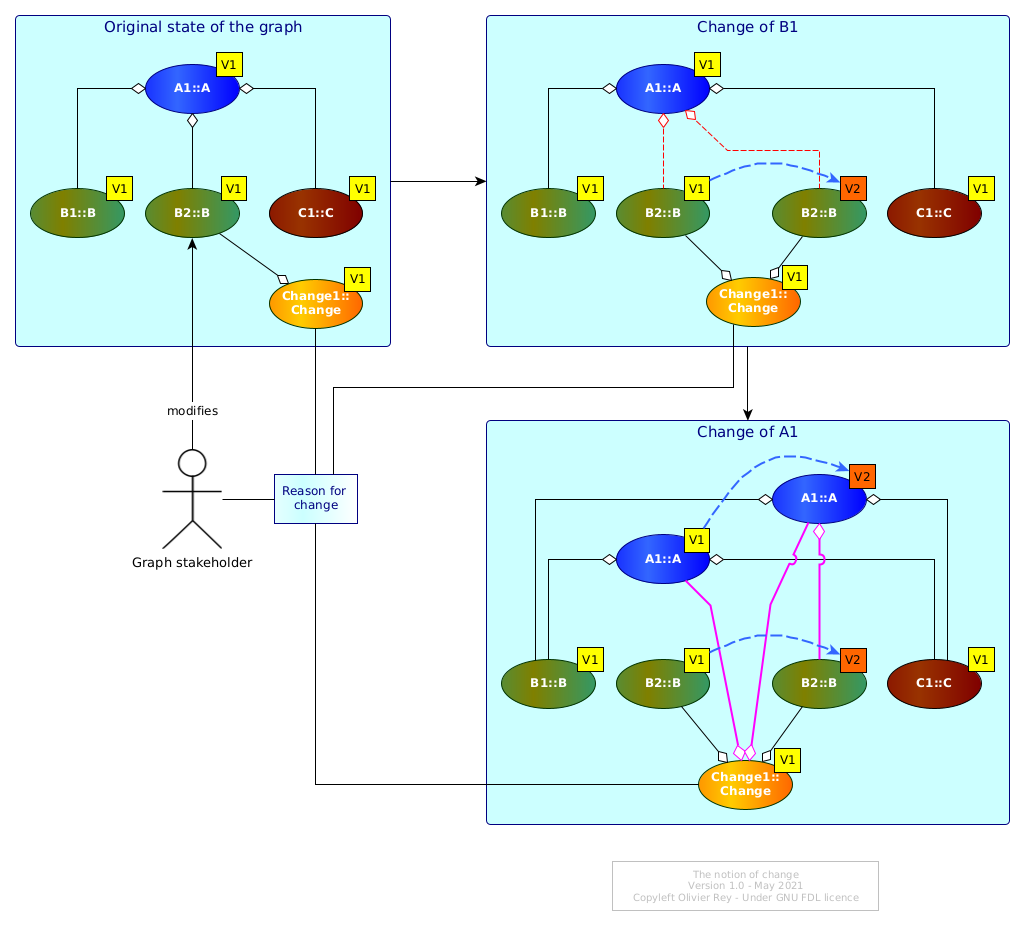 Original state of the graph
V1
A1::A
V1
V1
V1
B1::B
B2::B
C1::C
V1
Change1::
Change
Change of B1
V1
A1::A
V1
V1
V2
V1
B1::B
B2::B
B2::B
C1::C
V1
Change1::
Change
modifies
Graph stakeholder
Reason for
change
Change of A1
V2
A1::A
V1
A1::A
V1
V1
V2
V1
B1::B
B2::B
B2::B
C1::C
V1
Change1::
Change
The notion of change
Version 1.0 - May 2021
Copyleft Olivier Rey - Under GNU FDL licence